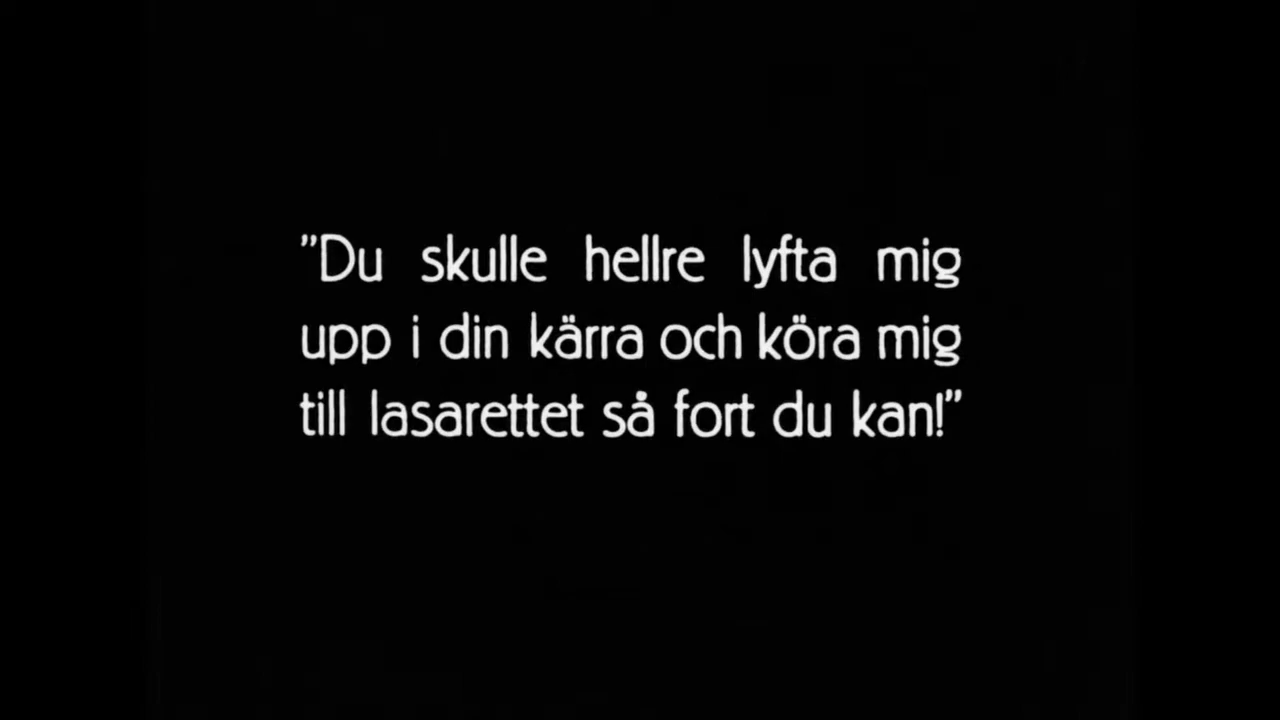 ”Du skulle hellre lyfta mig
upp i din kärra och köra mig
till lasarettet så fort du kan!”